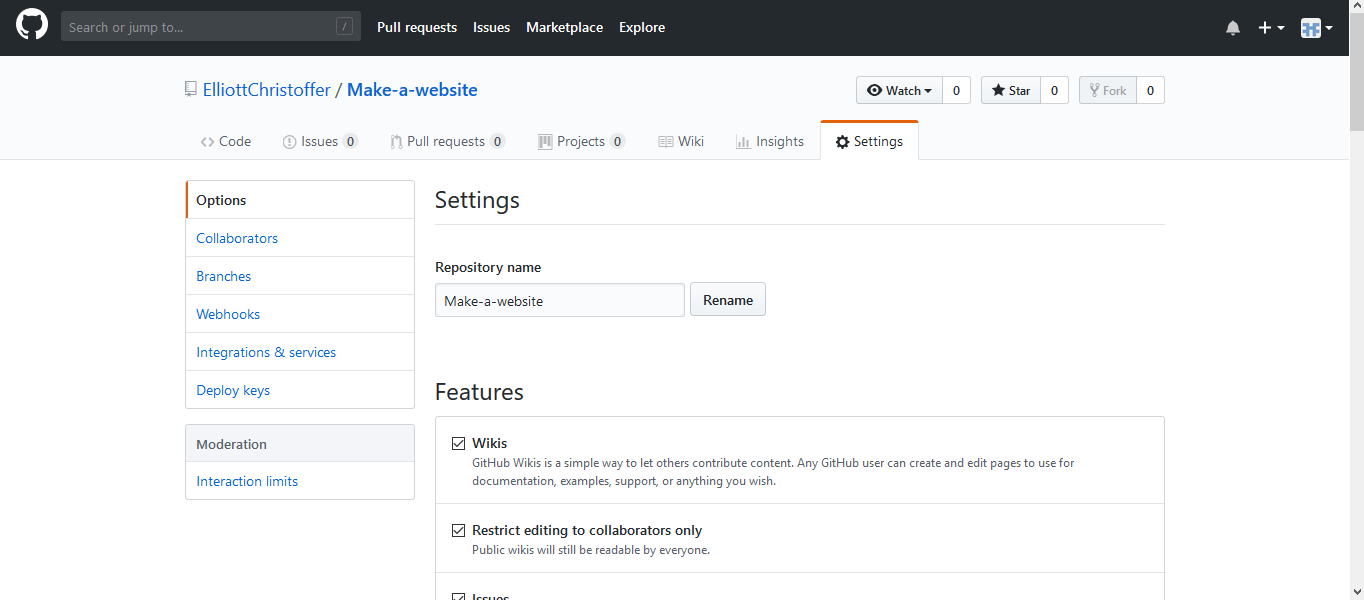 Search or jump to... / Pull requests Issues Marketplace Explore
ElliottChristoffer / Make-a-website Watch 0 Star 0 Fork 0
Code Issues 0 Pull requests 0 Projects 0 Wiki Insights Settings
Options
Collaborators
Branches
Webhooks
Integrations & services
Deploy keys
Moderation
Interaction limits
Settings
Repository name
Make-a-website Rename
Features
Wikis
GitHub Wikis is a simple way to let others contribute content. Any GitHub user can create and edit pages to use for
documentation, examples, support, or anything you wish.
Restrict editing to collaborators only
Public wikis will still be readable by everyone.
Issues